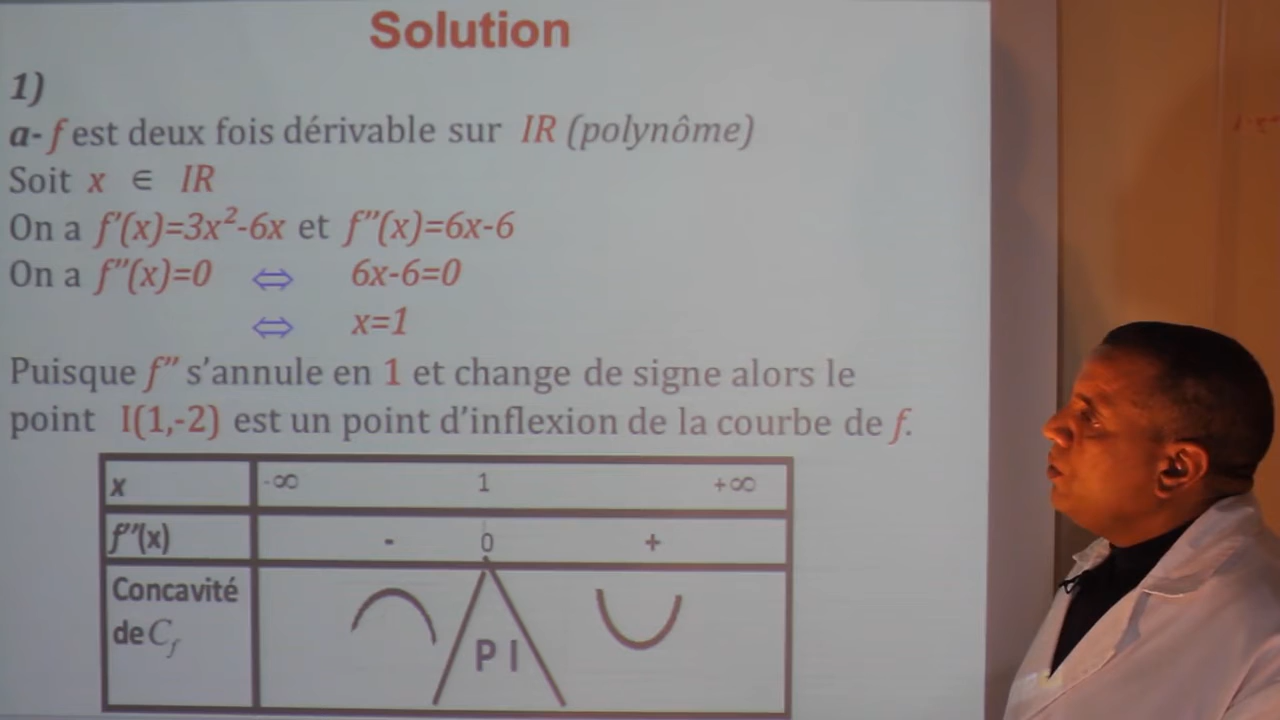 Solution
1)
a- f est deux fois dérivable sur IR (polynôme)
Soit x ∈ IR
On a f'(x)=3x²-6x et f''(x)=6x-6
On a f''(x)=0 ⇔ 6x-6=0
⇔ x=1
Puisque f'' s'annule en 1 et change de signe alors le
point I(1,-2) est un point d'inflexion de la courbe de f.
x -∞ 1 +∞
f''(x) - 0 +
Concavité
de C_f
P I